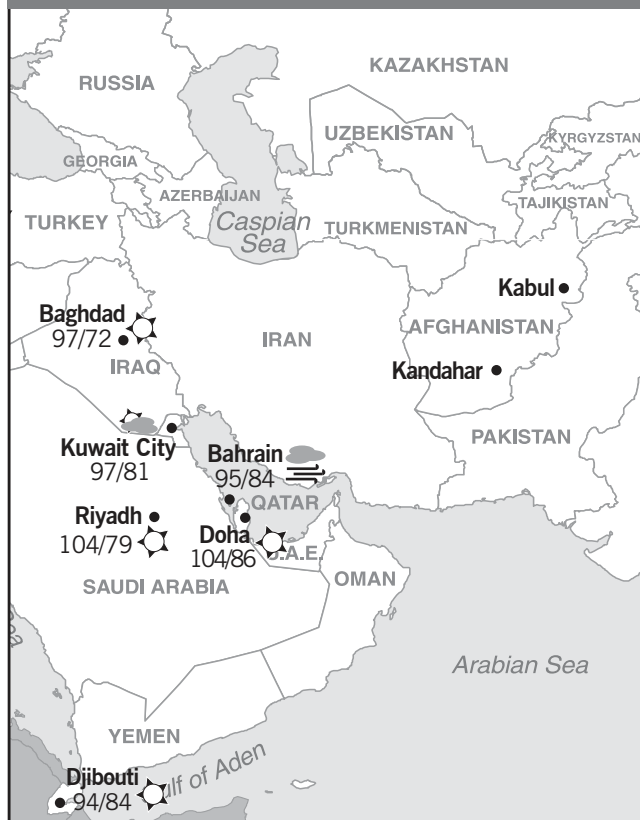 KAZAKHSTAN
RUSSIA
UZBEKISTAN
KYRGYZSTAN
GEORGIA
AZERBAIJAN
TAJIKISTAN
TURKEY
Caspian
Sea
TURKMENISTAN
Kabul
Baghdad
97/72
AFGHANISTAN
IRAN
IRAQ
Kandahar
PAKISTAN
Kuwait City
97/81
Bahrain
95/84
QATAR
Riyadh
104/79
Doha
104/86
U.A.E.
SAUDI ARABIA
OMAN
Arabian Sea
YEMEN
Gulf of Aden
Djibouti
94/84